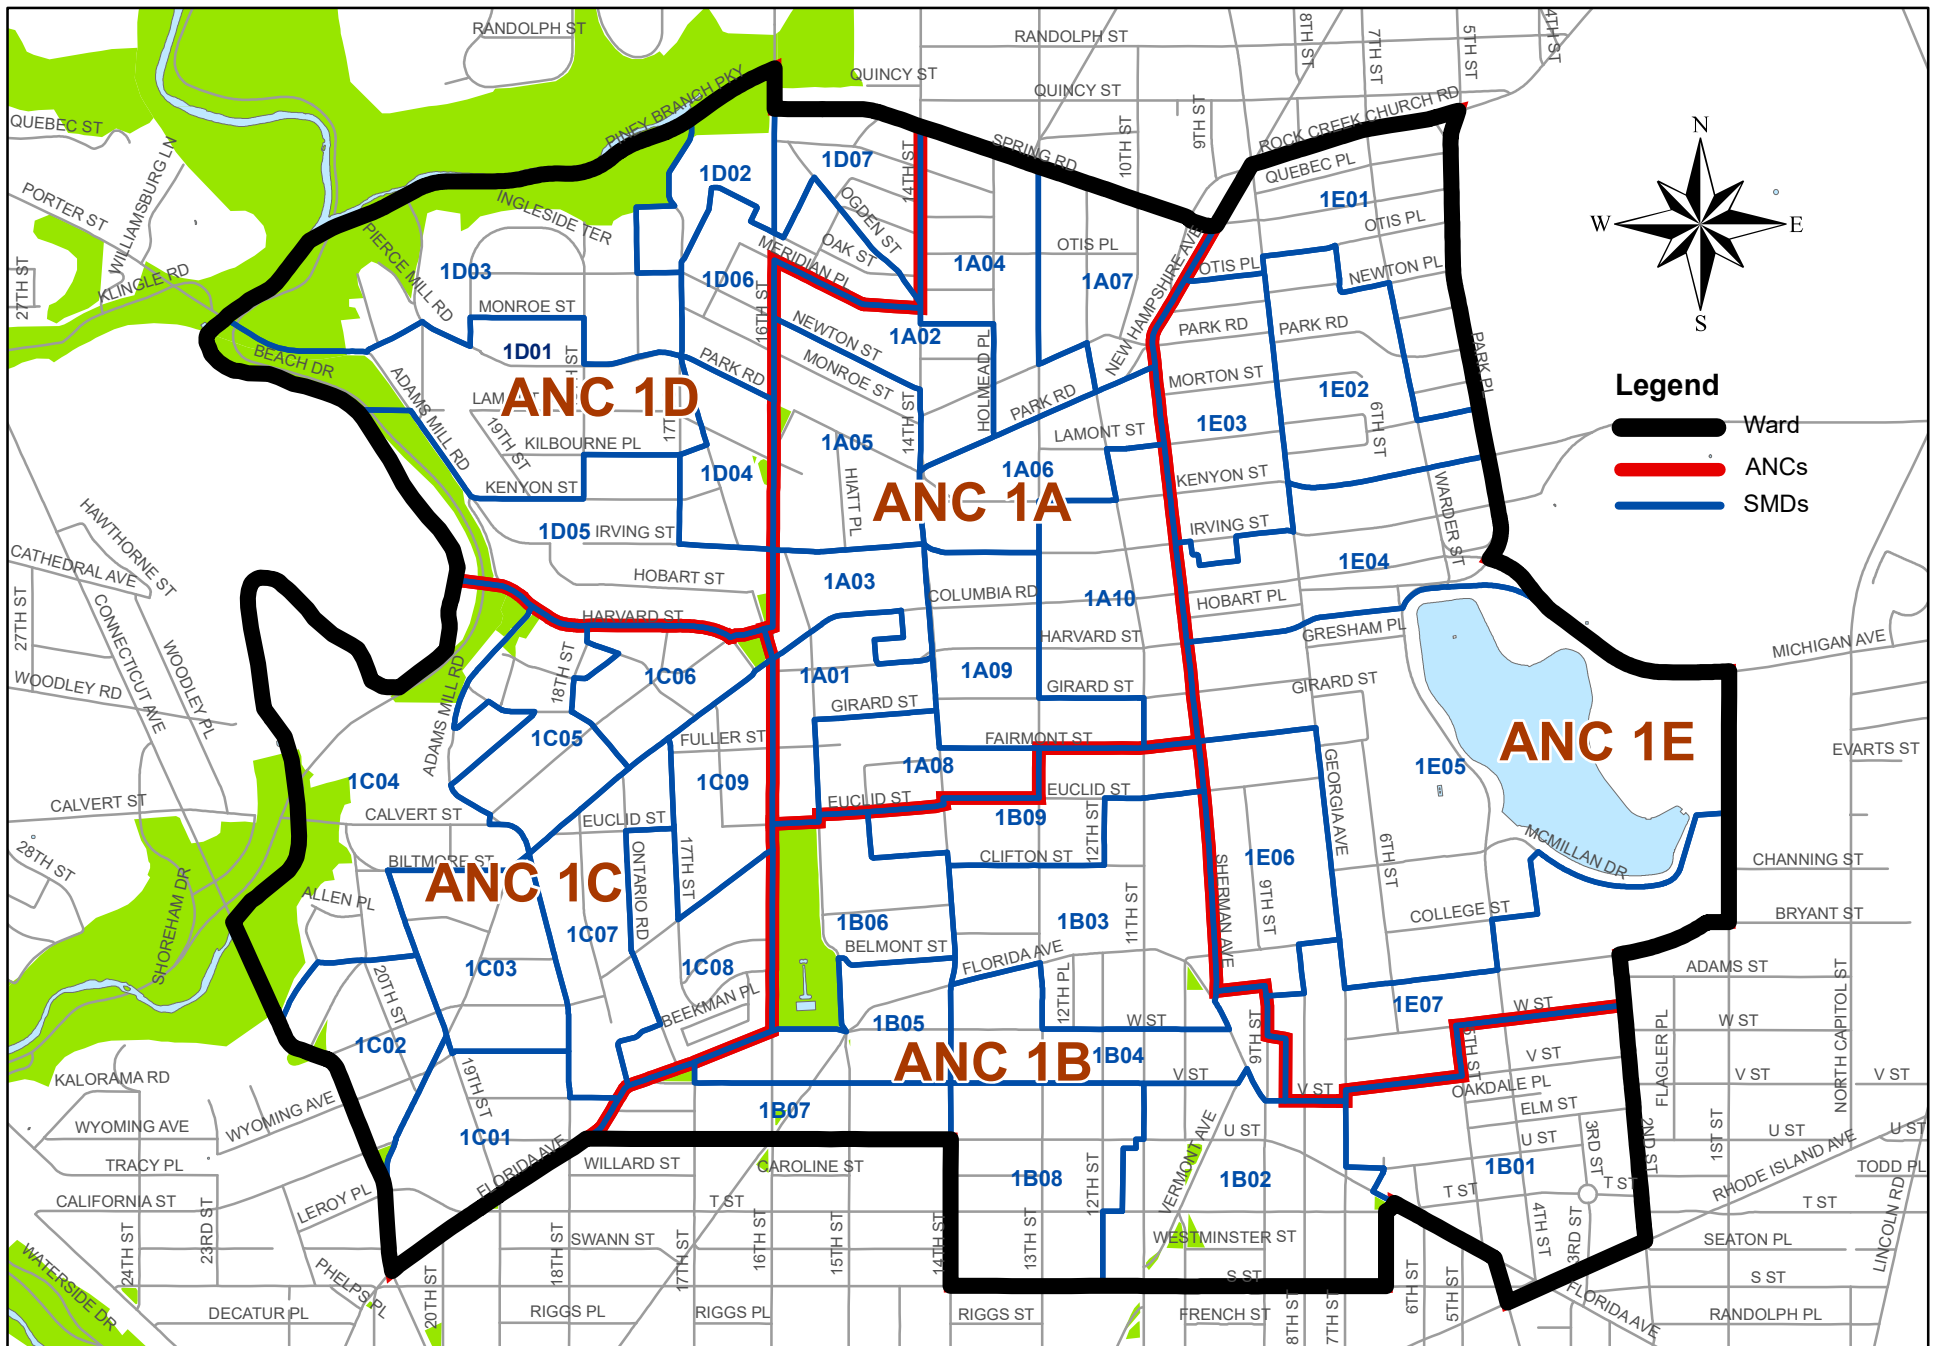 RANDOLPH ST
RANDOLPH ST
8TH ST
7TH ST
5TH ST
4TH ST
QUINCY ST
QUINCY ST
PINEY BRANCH PKY
ROCK CREEK CHURCH RD
9TH ST
10TH ST
QUEBEC ST
WILLIAMSBURG LN
SPRING RD
QUEBEC PL
N
W
E
S
1D07
1D02
14TH ST
1E01
PORTER ST
INGLESIDE TER
OGDEN ST
OTIS PL
PIERCE MILL RD
OAK ST
MERIDIAN PL
OTIS PL
NEW HAMPSHIRE AVE
1A04
OTIS PL
NEWTON PL
1D03
1D06
1A07
27TH ST
KLINGLE RD
MONROE ST
16TH ST
NEWTON ST
1A02
PARK RD
PARK RD
PARK PL
1D01
BEACH DR
PARK RD
MONROE ST
HOLMEAD PL
PARK RD
MORTON ST
1E02
Legend
Ward
ANCs
SMDs
ADAMS MILL RD
ANC 1D
19TH ST
KILBOURNE PL
1A05
14TH ST
LAMONT ST
1E03
6TH ST
1D04
1A06
KENYON ST
KENYON ST
HIATT PL
ANC 1A
WARDER ST
HAWTHORNE ST
1D05
IRVING ST
IRVING ST
1E04
CATHEDRAL AVE
HOBART ST
1A03
COLUMBIA RD
1A10
HOBART PL
27TH ST
CONNECTICUT AVE
WOODLEY PL
HARVARD ST
HARVARD ST
GRESHAM PL
MICHIGAN AVE
WOODLEY RD
ADAMS MILL RD
18TH ST
1C06
1A01
1A09
GIRARD ST
GIRARD ST
GIRARD ST
1C05
FULLER ST
FAIRMONT ST
ANC 1E
EVARTS ST
1C04
1C09
1A08
1E05
GEORGIA AVE
CALVERT ST
CALVERT ST
EUCLID ST
EUCLID ST
EUCLID ST
1B09
12TH ST
28TH ST
BILTMORE ST
17TH ST
ONTARIO RD
CLIFTON ST
SHERMAN AVE
1E06
6TH ST
MCMILLAN DR
CHANNING ST
ANC 1C
SHOREHAM DR
ALLEN PL
9TH ST
COLLEGE ST
BRYANT ST
1C07
1B06
1B03
11TH ST
BELMONT ST
FLORIDA AVE
1C03
1C08
20TH ST
BEEKMAN PL
12TH PL
ADAMS ST
NORTH CAPITOL ST
1B05
W ST
1E07
W ST
W ST
FLAGLER PL
9TH ST
1C02
ANC 1B
1B04
V ST
V ST
V ST
V ST
V ST
KALORAMA RD
19TH ST
OAKDALE PL
WYOMING AVE
WYOMING AVE
1B07
ELM ST
VERMONT AVE
U ST
U ST
U ST
U ST
3RD ST
2ND ST
1ST ST
1C01
FLORIDA AVE
WILLARD ST
CAROLINE ST
1B08
12TH ST
1B02
1B01
RHODE ISLAND AVE
TRACY PL
TODD PL
CALIFORNIA ST
LEROY PL
T ST
T ST
T ST
T ST
LINCOLN RD
24TH ST
23RD ST
18TH ST
SWANN ST
17TH ST
16TH ST
15TH ST
14TH ST
13TH ST
WESTMINSTER ST
4TH ST
3RD ST
SEATON PL
WATERSIDE DR
PHELPS PL
20TH ST
S ST
6TH ST
5TH ST
S ST
FLORIDA AVE
DECATUR PL
RIGGS PL
RIGGS PL
RIGGS ST
FRENCH ST
8TH ST
7TH ST
RANDOLPH PL